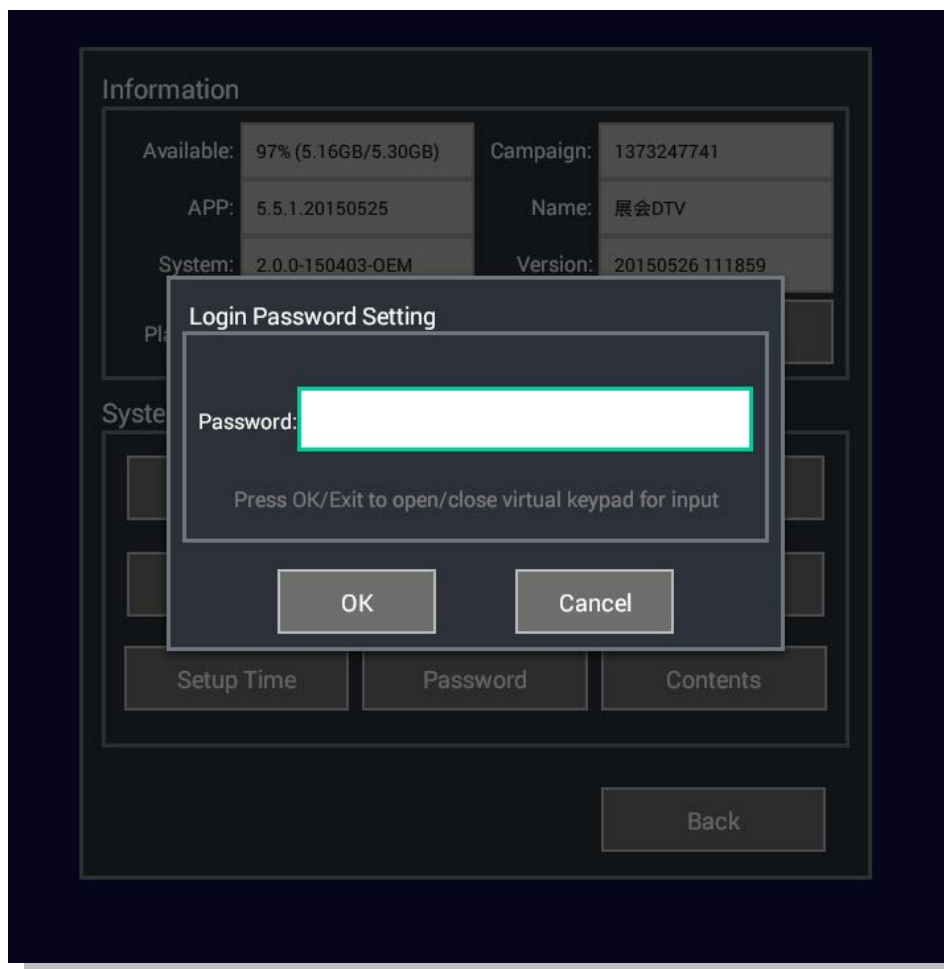 Information
Available: 97% (5.16GB/5.30GB) Campaign: 1373247741
APP: 5.5.1.20150525 Name: 展会DTV
System: 2.0.0-150403-OEM Version: 20150526 111859
Login Password Setting
Password:
Press OK/Exit to open/close virtual keypad for input
OK Cancel
Setup Time Password Contents
Back